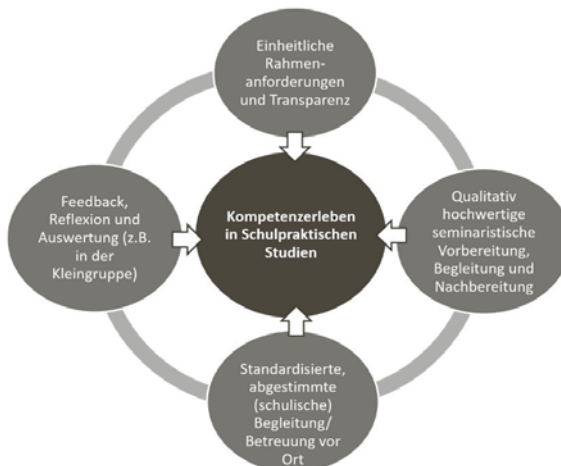 Einheitliche
Rahmen-
anforderungen
und Transparenz
Feedback,
Reflexion und
Auswertung (z.B.
in der
Kleingruppe)
Kompetenzerleben
in Schulpraktischen
Studien
Qualitativ
hochwertige
seminaristische
Vorbereitung,
Begleitung und
Nachbereitung
Standardisierte,
abgestimmte
(schulische)
Begleitung/
Betreuung vor
Ort